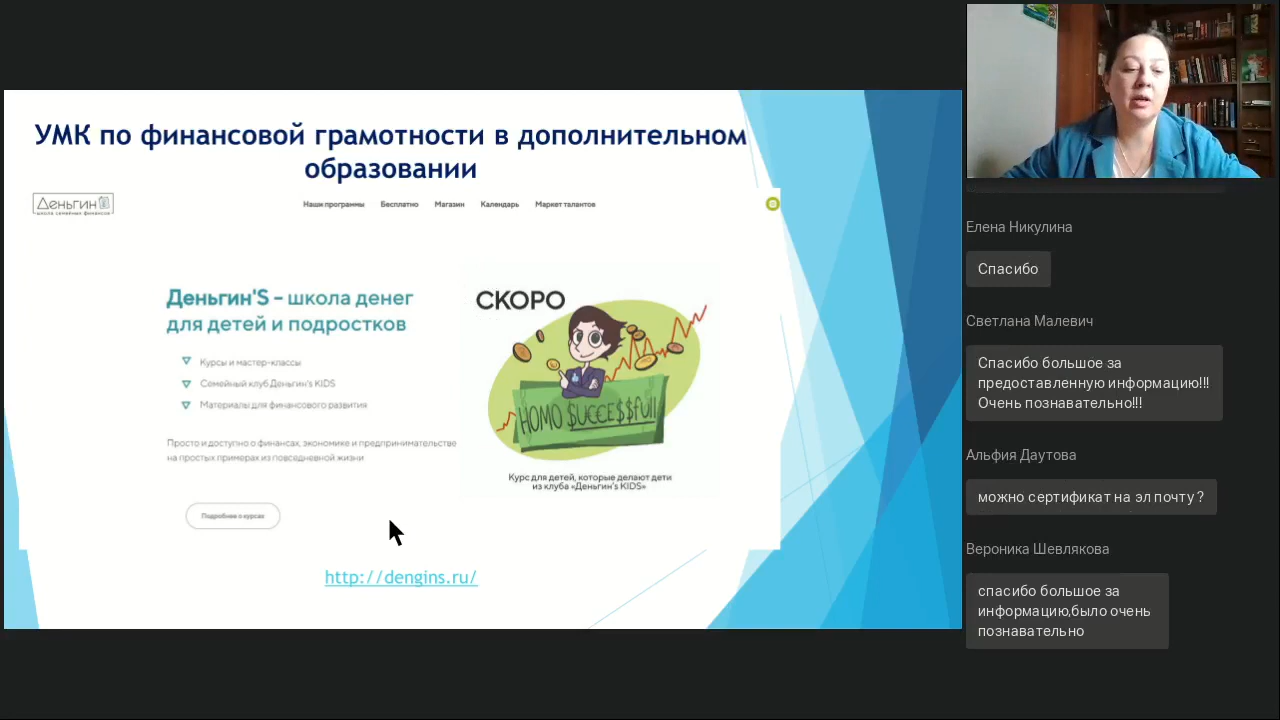 УМК по финансовой грамотности в дополнительном
образовании
Деньгин
школа семейных финансов
Наши программы Бесплатно Магазин Календарь Маркет талантов
Деньгин'S – школа денег
для детей и подростков
Курсы и мастер-классы
Семейный клуб Деньгин's KIDS
Материалы для финансового развития
Просто и доступно о финансах, экономике и предпринимательстве
на простых примерах из повседневной жизни
Подробнее о курсах
СКОРО
HOMO $UCCE$$full
Курс для детей, которые делают дети
из клуба «Деньгин's KIDS»
http://dengins.ru/
Елена Никулина
Спасибо
Светлана Малевич
Спасибо большое за
предоставленную информацию!!!
Очень познавательно!!!
Альфия Даутова
можно сертификат на эл почту ?
Вероника Шевлякова
спасибо большое за
информацию,было очень
познавательно